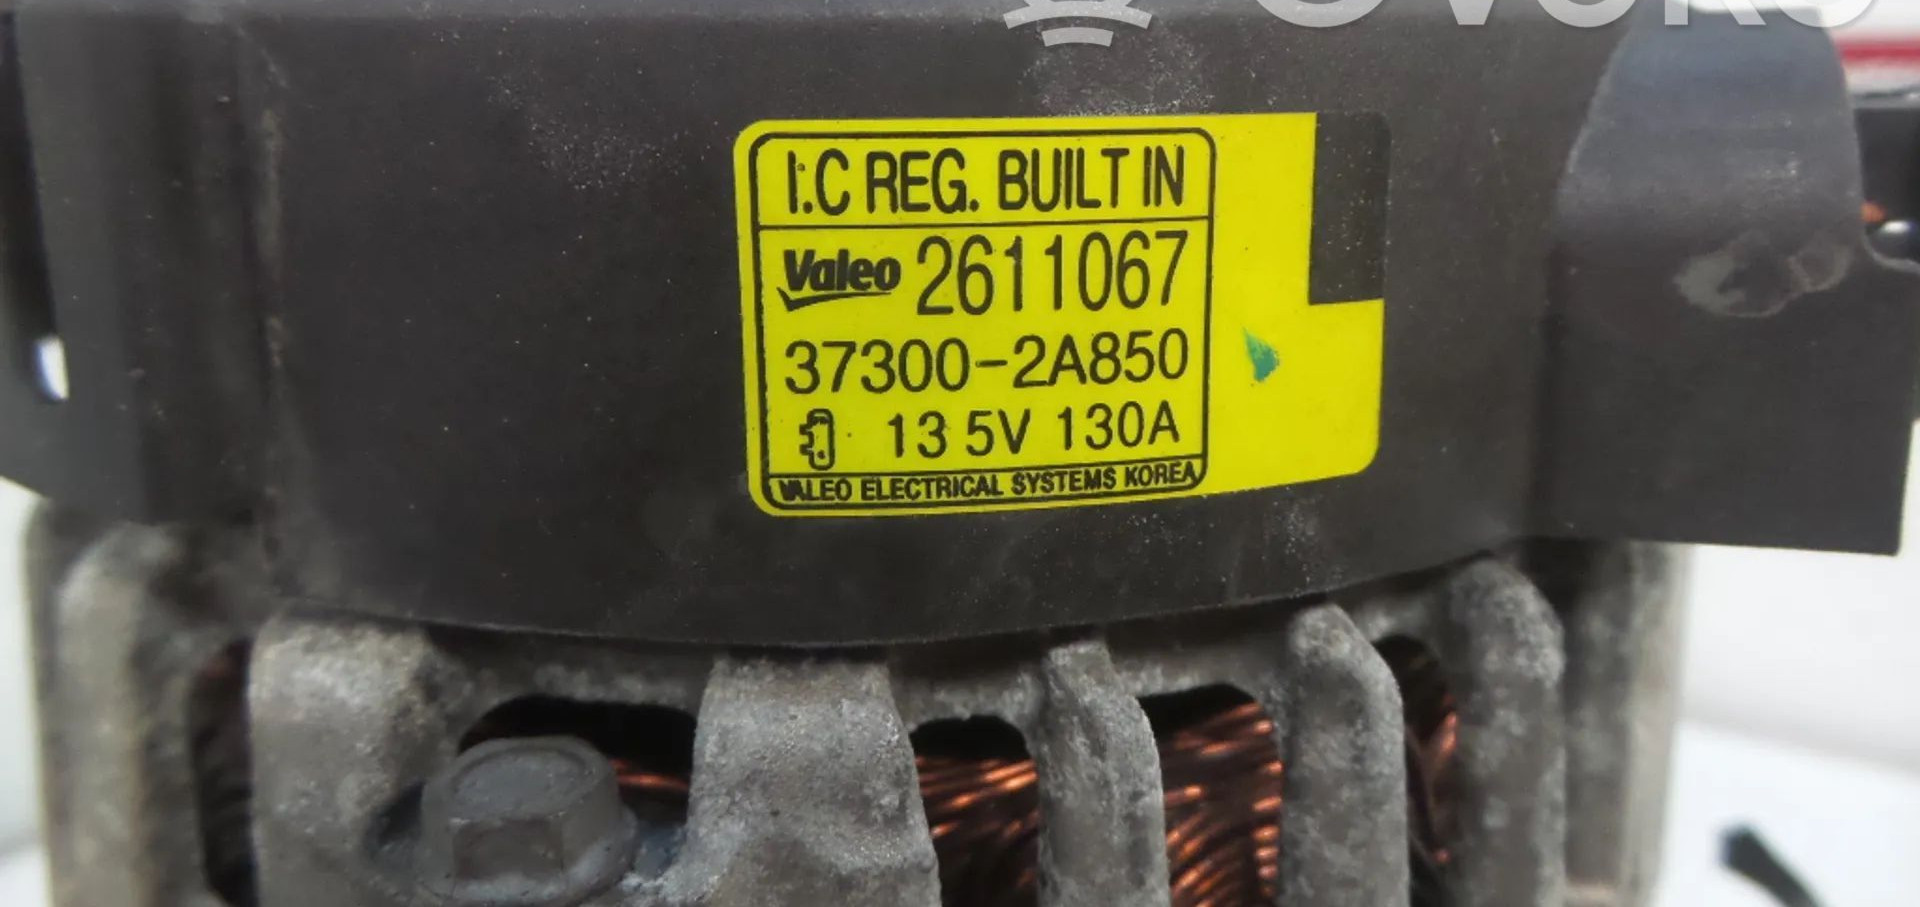 I.C REG. BUILT IN
Valeo 2611067
37300-2A850
13 5V 130A
VALEO ELECTRICAL SYSTEMS KOREA